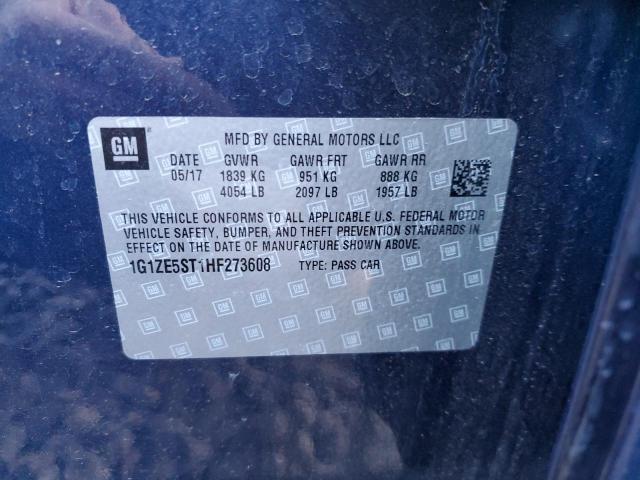 GM MFD BY GENERAL MOTORS LLC
DATE GVWR GAWR FRT GAWR RR
05/17 1839 KG 951 KG 888 KG
4054 LB 2097 LB 1957 LB
THIS VEHICLE CONFORMS TO ALL APPLICABLE U.S. FEDERAL MOTOR
VEHICLE SAFETY, BUMPER, AND THEFT PREVENTION STANDARDS IN
EFFECT ON THE DATE OF MANUFACTURE SHOWN ABOVE.
1G1ZE5ST1HF273608 TYPE: PASS CAR